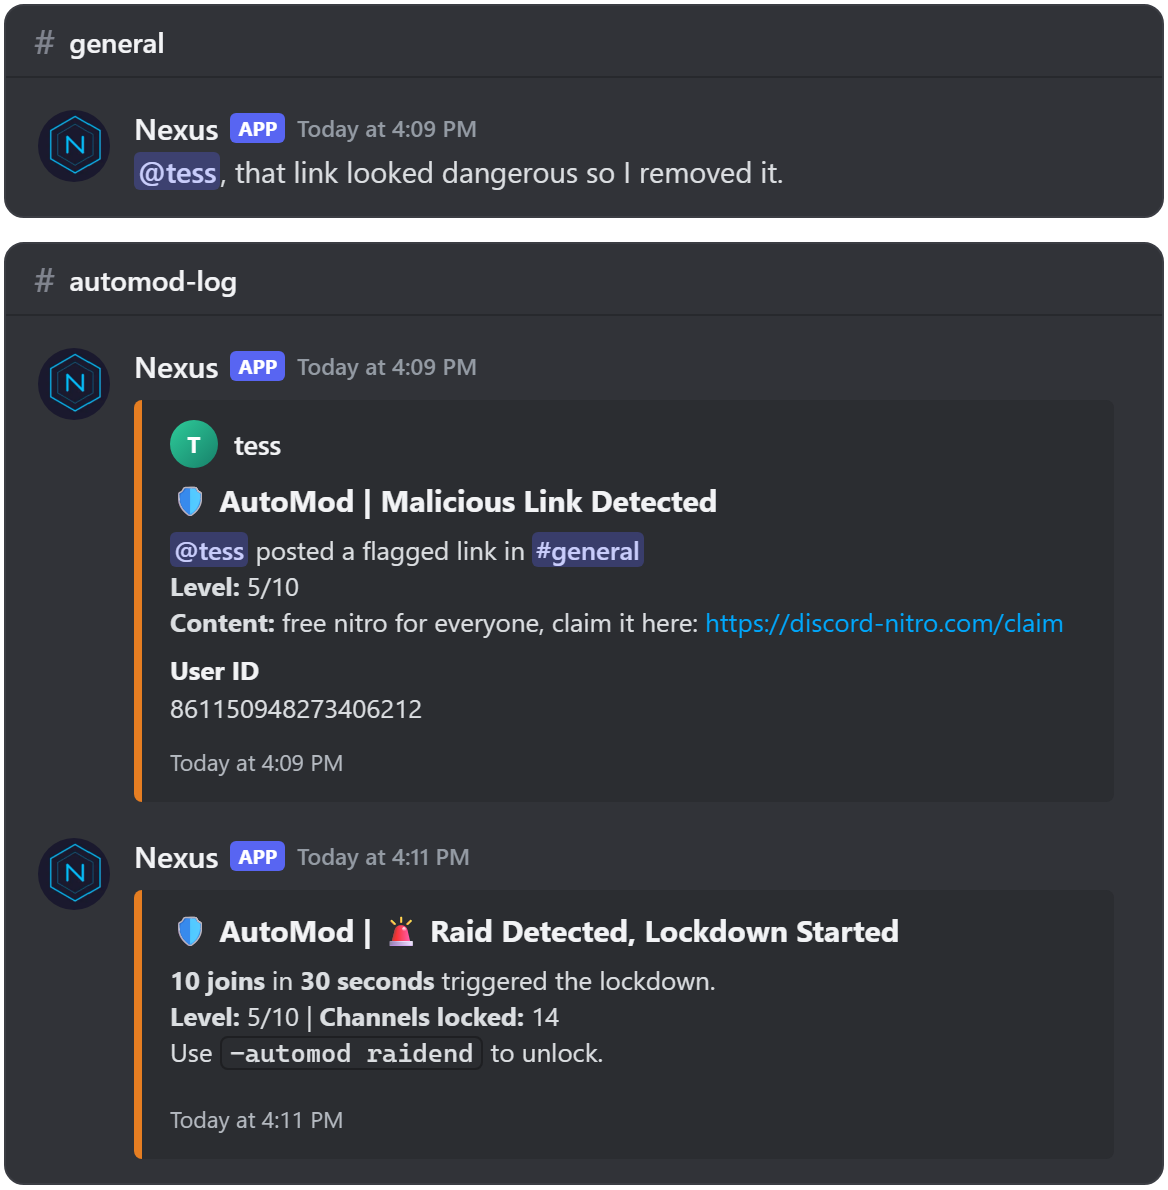 # general
Nexus APP Today at 4:09 PM
@tess, that link looked dangerous so I removed it.
# automod-log
Nexus APP Today at 4:09 PM
T tess
AutoMod | Malicious Link Detected
@tess posted a flagged link in #general
Level: 5/10
Content: free nitro for everyone, claim it here: https://discord-nitro.com/claim
User ID
861150948273406212
Today at 4:09 PM
Nexus APP Today at 4:11 PM
AutoMod | 🚨 Raid Detected, Lockdown Started
10 joins in 30 seconds triggered the lockdown.
Level: 5/10 | Channels locked: 14
Use -automod raidend to unlock.
Today at 4:11 PM